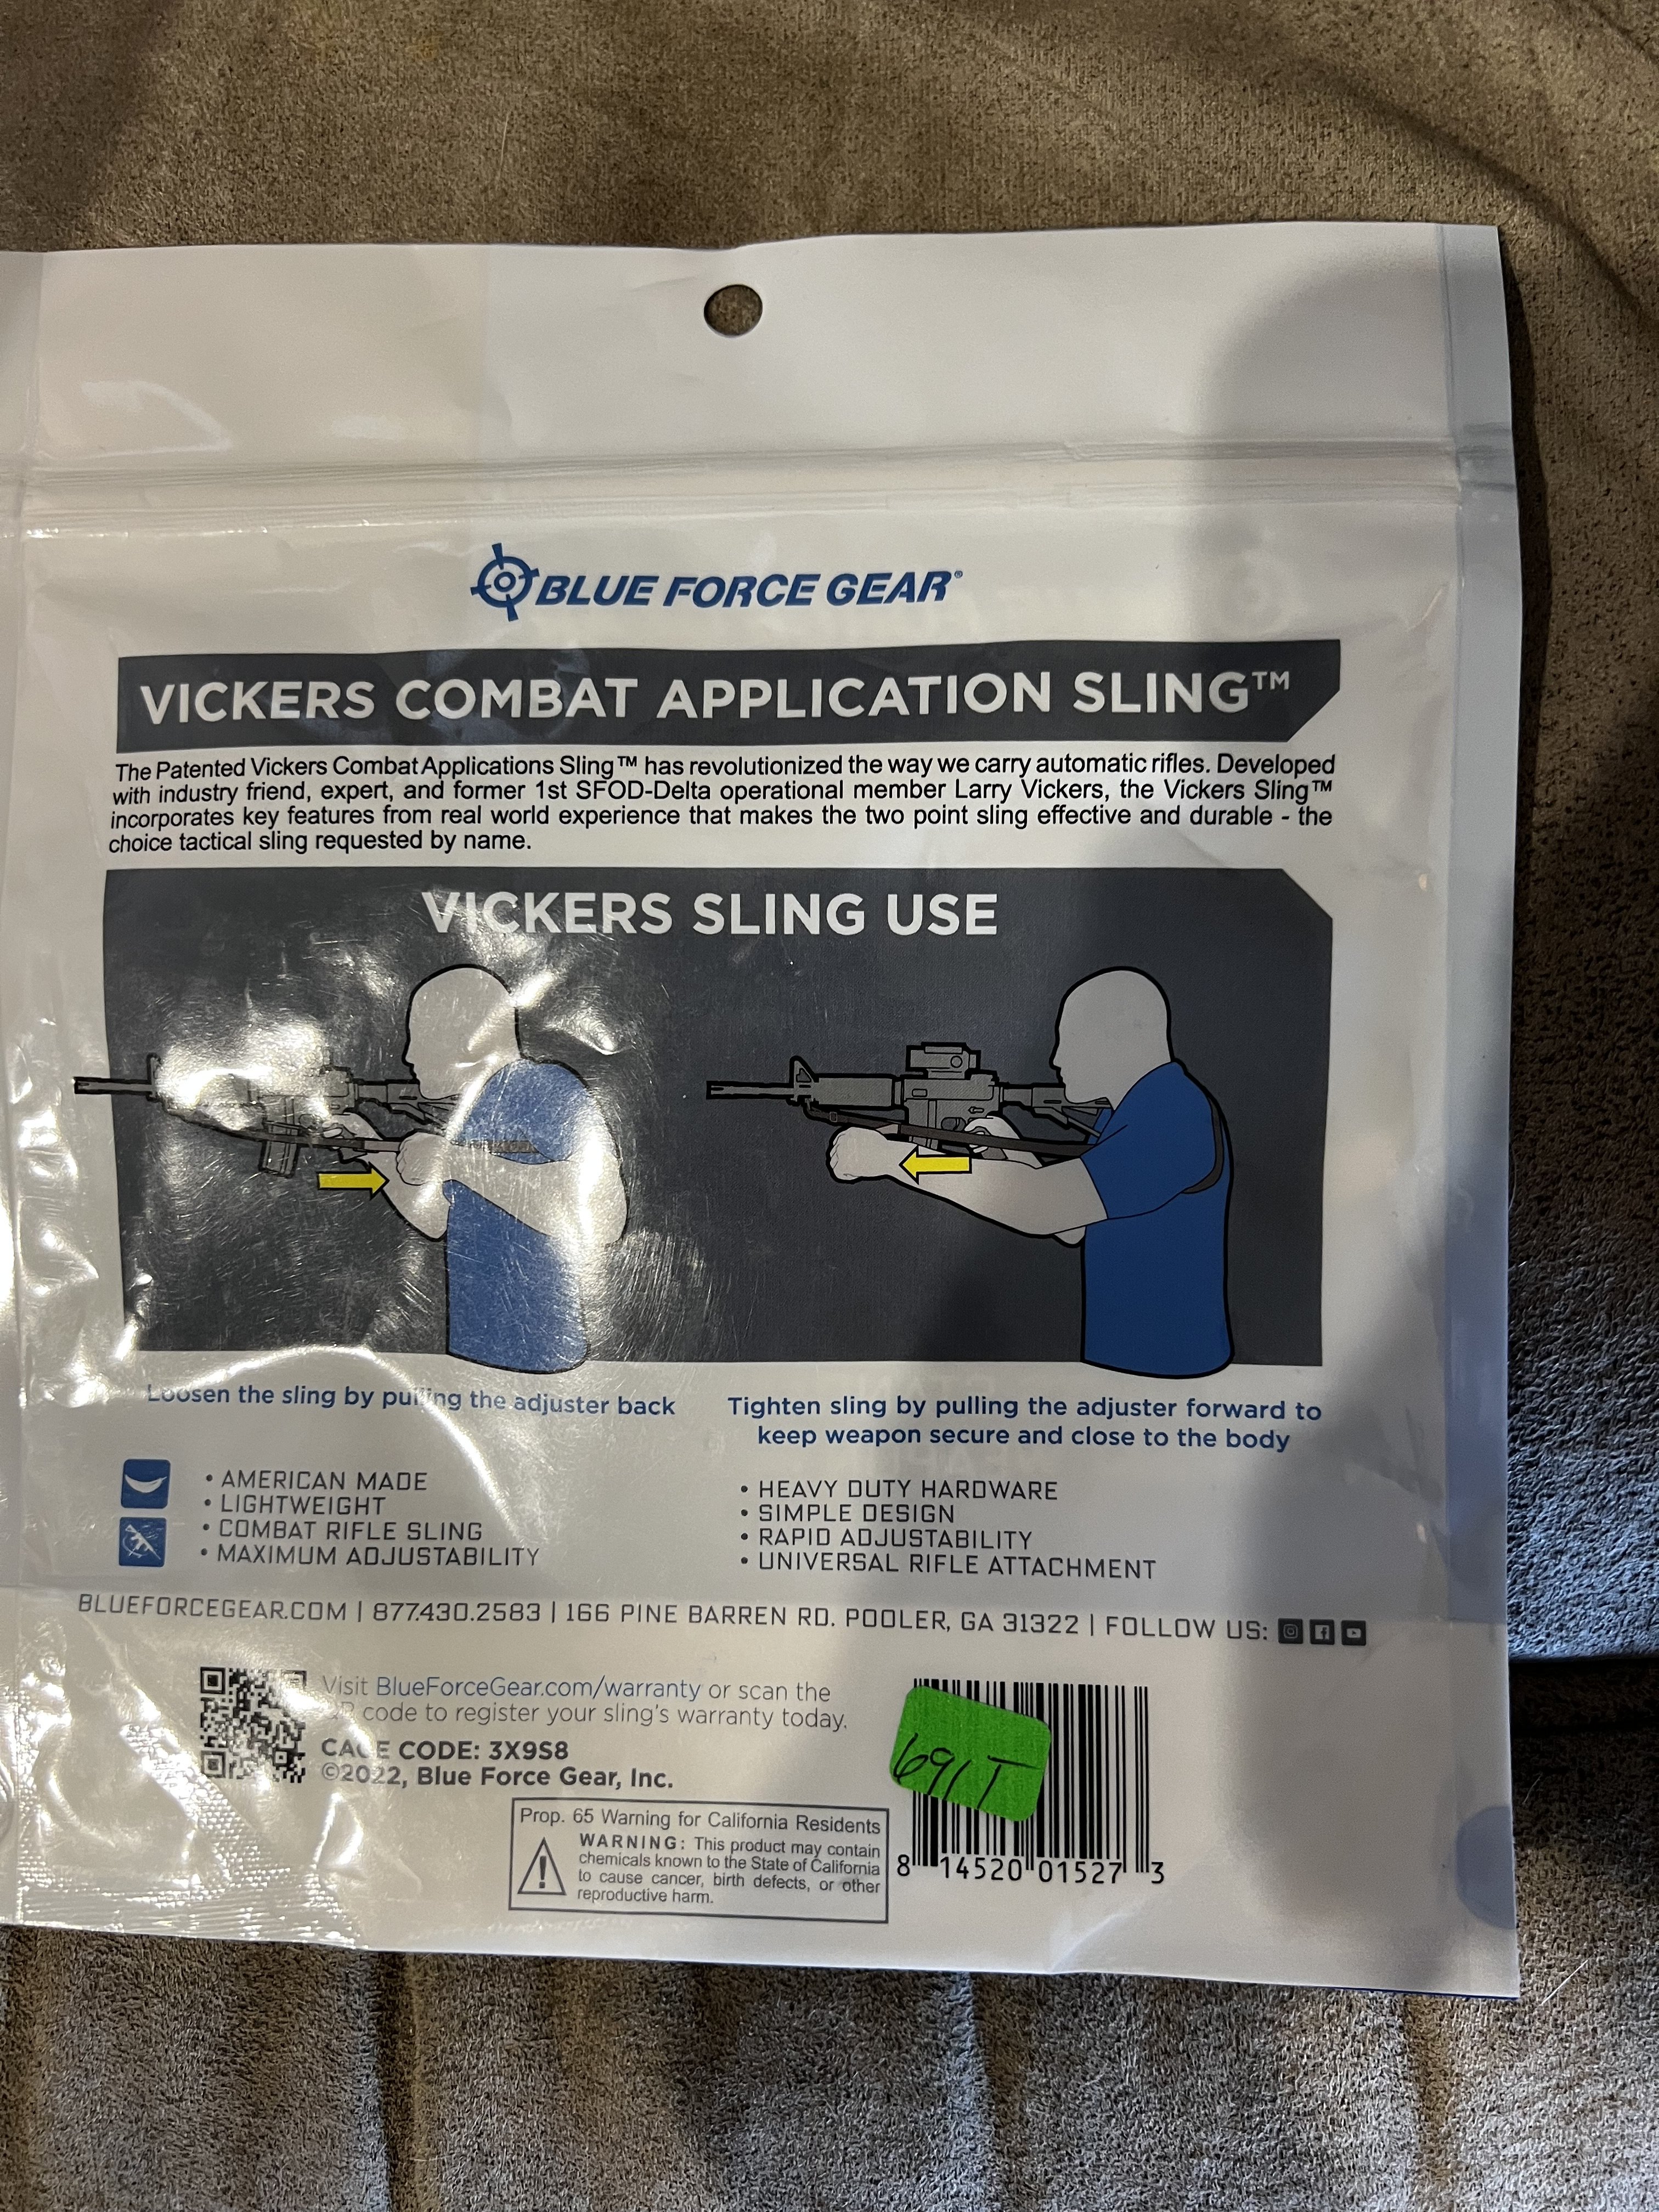 BLUE FORCE GEAR®
VICKERS COMBAT APPLICATION SLING™
The Patented Vickers Combat Applications Sling™ has revolutionized the way we carry automatic rifles. Developed
with industry friend, expert, and former 1st SFOD-Delta operational member Larry Vickers, the Vickers Sling™
incorporates key features from real world experience that makes the two point sling effective and durable - the
choice tactical sling requested by name.
VICKERS SLING USE
Loosen the sling by pulling the adjuster back
Tighten sling by pulling the adjuster forward to
keep weapon secure and close to the body
• AMERICAN MADE
• LIGHTWEIGHT
• COMBAT RIFLE SLING
• MAXIMUM ADJUSTABILITY
• HEAVY DUTY HARDWARE
• SIMPLE DESIGN
• RAPID ADJUSTABILITY
• UNIVERSAL RIFLE ATTACHMENT
BLUEFORCEGEAR.COM | 877.430.2583 | 166 PINE BARREN RD. POOLER, GA 31322 | FOLLOW US:
Visit BlueForceGear.com/warranty or scan the
QR code to register your sling's warranty today.
CAGE CODE: 3X9S8
©2022, Blue Force Gear, Inc.
Prop. 65 Warning for California Residents
WARNING: This product may contain
chemicals known to the State of California
to cause cancer, birth defects, or other
reproductive harm.
691T
8 14520 01527 3